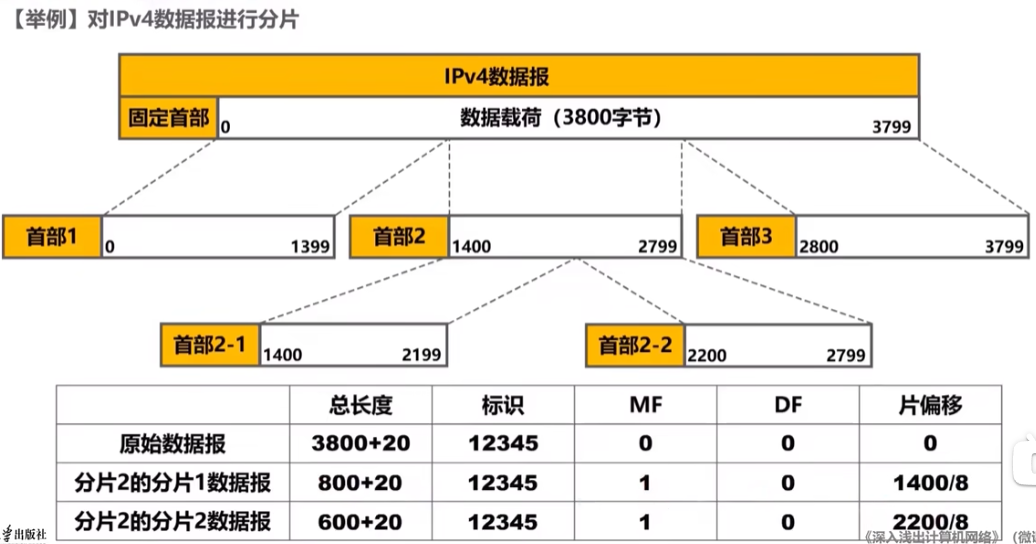 【举例】对IPv4数据报进行分片
IPv4数据报
固定首部 0 数据载荷（3800字节） 3799
首部1 0 1399 首部2 1400 2799 首部3 2800 3799
首部2-1 1400 2199 首部2-2 2200 2799
总长度 标识 MF DF 片偏移
原始数据报 3800+20 12345 0 0 0
分片2的分片1数据报 800+20 12345 1 0 1400/8
分片2的分片2数据报 600+20 12345 1 0 2200/8
出版社 《深入浅出计算机网络》（微